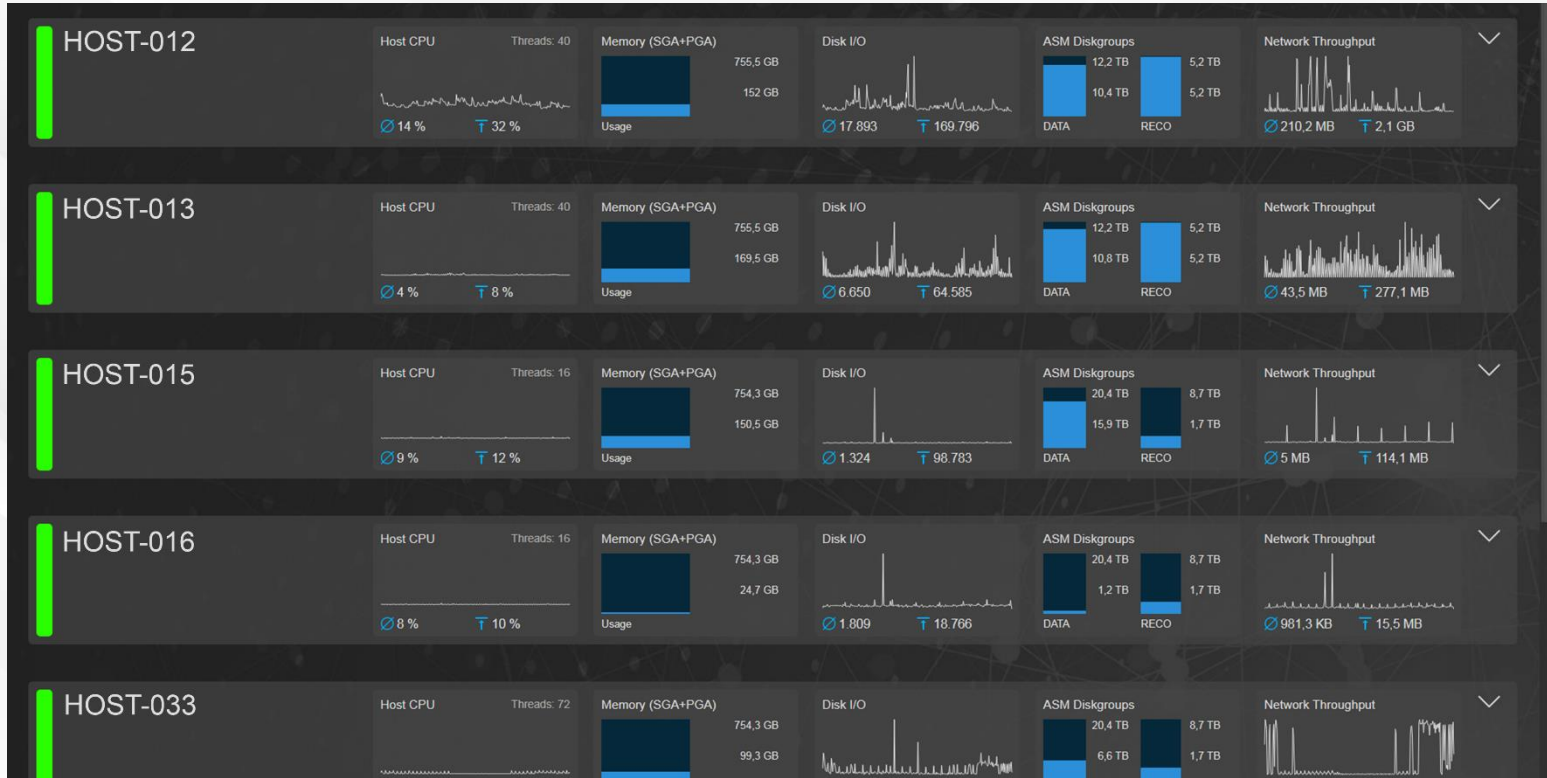 HOST-012
Host CPU Threads: 40
Ø 14 % 32 %
Memory (SGA+PGA)
755,5 GB
152 GB
Usage
Disk I/O
Ø 17.893 169.796
ASM Diskgroups
12,2 TB 5,2 TB
10,4 TB 5,2 TB
DATA RECO
Network Throughput
Ø 210,2 MB 2,1 GB
HOST-013
Host CPU Threads: 40
Ø 4 % 8 %
Memory (SGA+PGA)
755,5 GB
169,5 GB
Usage
Disk I/O
Ø 6.650 64.585
ASM Diskgroups
12,2 TB 5,2 TB
10,8 TB 5,2 TB
DATA RECO
Network Throughput
Ø 43,5 MB 277,1 MB
HOST-015
Host CPU Threads: 16
Ø 9 % 12 %
Memory (SGA+PGA)
754,3 GB
150,5 GB
Usage
Disk I/O
Ø 1.324 98.783
ASM Diskgroups
20,4 TB 8,7 TB
15,9 TB 1,7 TB
DATA RECO
Network Throughput
Ø 5 MB 114,1 MB
HOST-016
Host CPU Threads: 16
Ø 8 % 10 %
Memory (SGA+PGA)
754,3 GB
24,7 GB
Usage
Disk I/O
Ø 1.809 18.766
ASM Diskgroups
20,4 TB 8,7 TB
1,2 TB 1,7 TB
DATA RECO
Network Throughput
Ø 981,3 KB 15,5 MB
HOST-033
Host CPU Threads: 72
Memory (SGA+PGA)
754,3 GB
99,3 GB
Disk I/O
ASM Diskgroups
20,4 TB 8,7 TB
6,6 TB 1,7 TB
Network Throughput